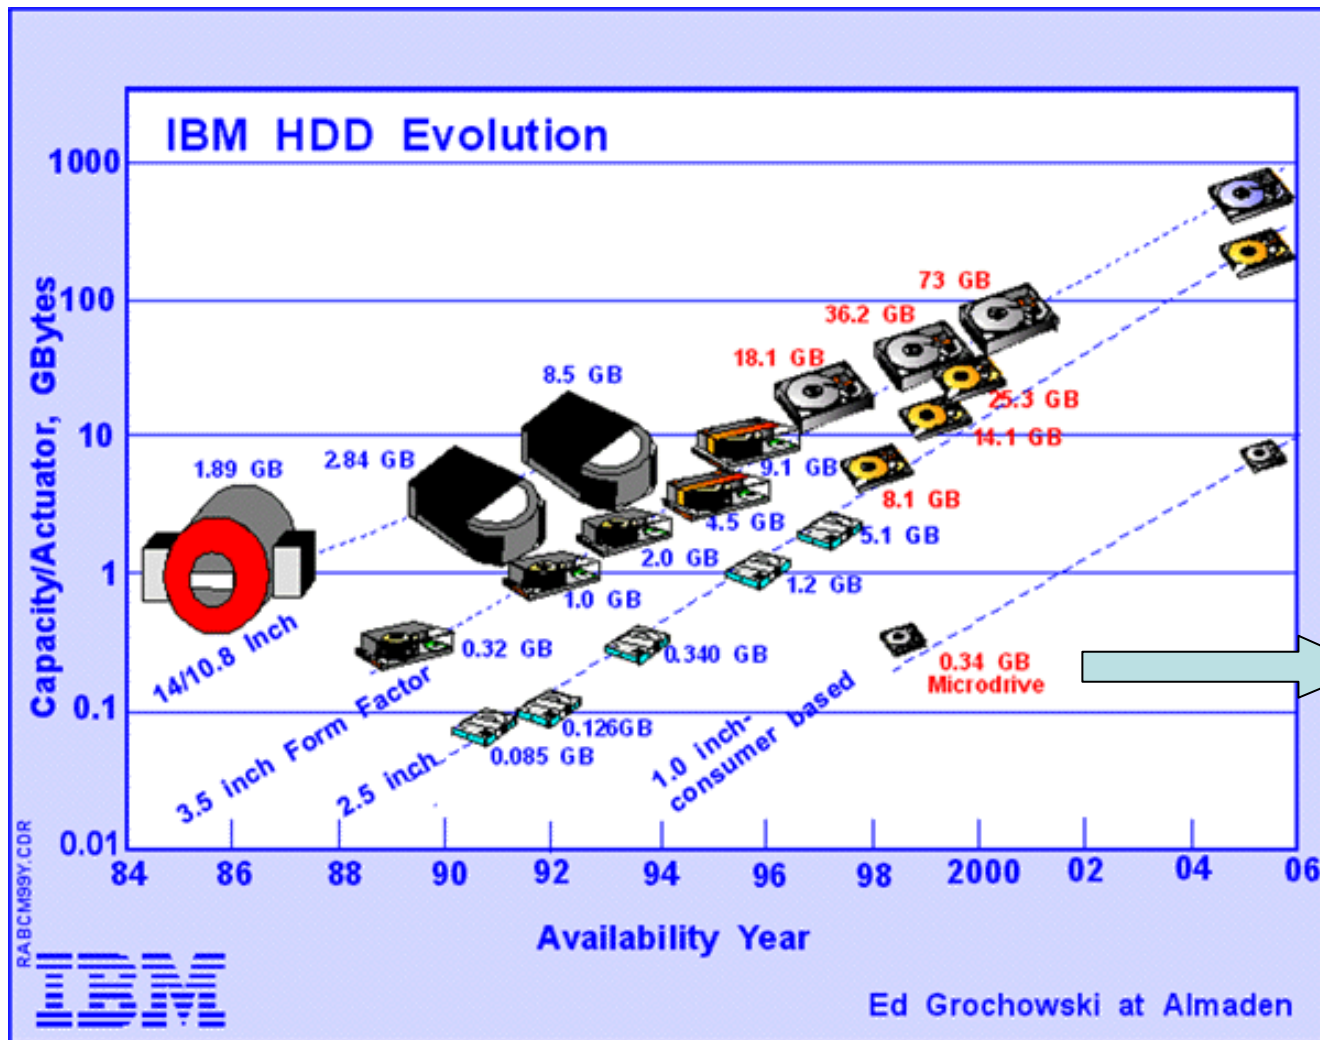 IBM HDD Evolution
Capacity/Actuator, GBytes
1000
100
10
1
0.1
0.01
73 GB
36.2 GB
18.1 GB
8.5 GB
25.3 GB
14.1 GB
2.84 GB
1.89 GB
9.1 GB
8.1 GB
4.5 GB
5.1 GB
2.0 GB
1.2 GB
1.0 GB
0.32 GB
0.340 GB
0.34 GB
Microdrive
0.126GB
0.085 GB
14/10.8 Inch
3.5 inch Form Factor
2.5 inch
1.0 inch-
consumer based
84 86 88 90 92 94 96 98 2000 02 04 06
Availability Year
RABCM99Y.CDR
IBM
Ed Grochowski at Almaden